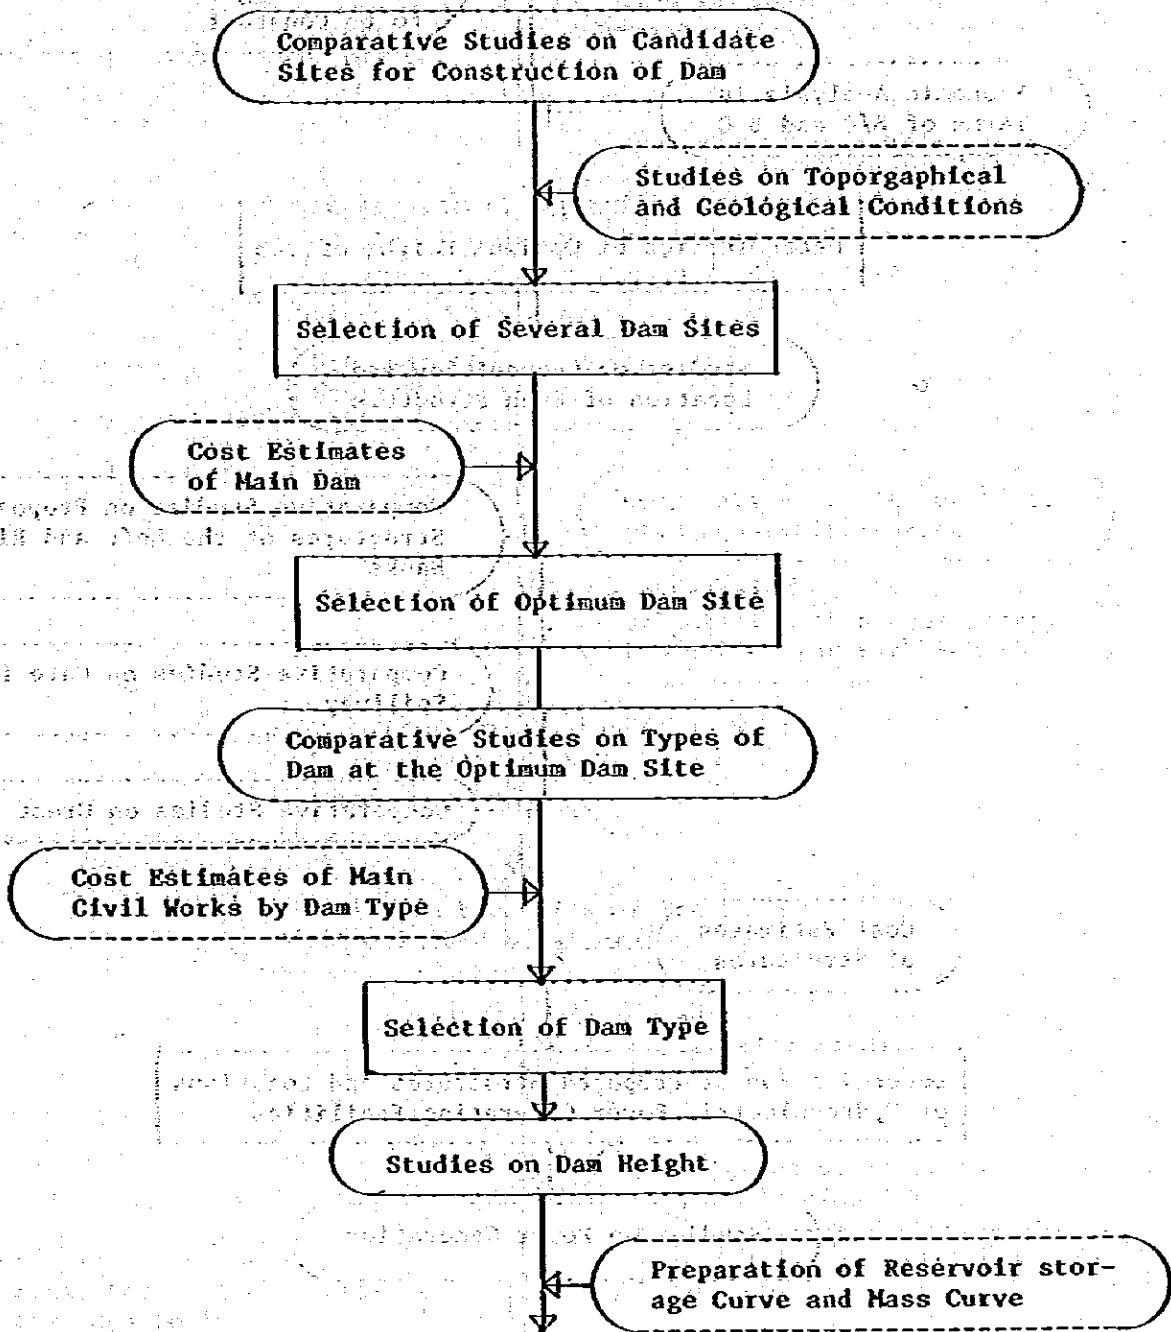 Comparative Studies on Candidate
Sites for Construction of Dam
Studies on Toporgaphical
and Geological Conditions
Selection of Several Dam Sites
Cost Estimates
of Main Dam
Selection of Optimum Dam Site
Comparative Studies on Types of
Dam at the Optimum Dam Site
Cost Estimates of Main
Civil Works by Dam Type
Selection of Dam Type
Studies on Dam Height
Preparation of Reservoir stor-
age Curve and Mass Curve